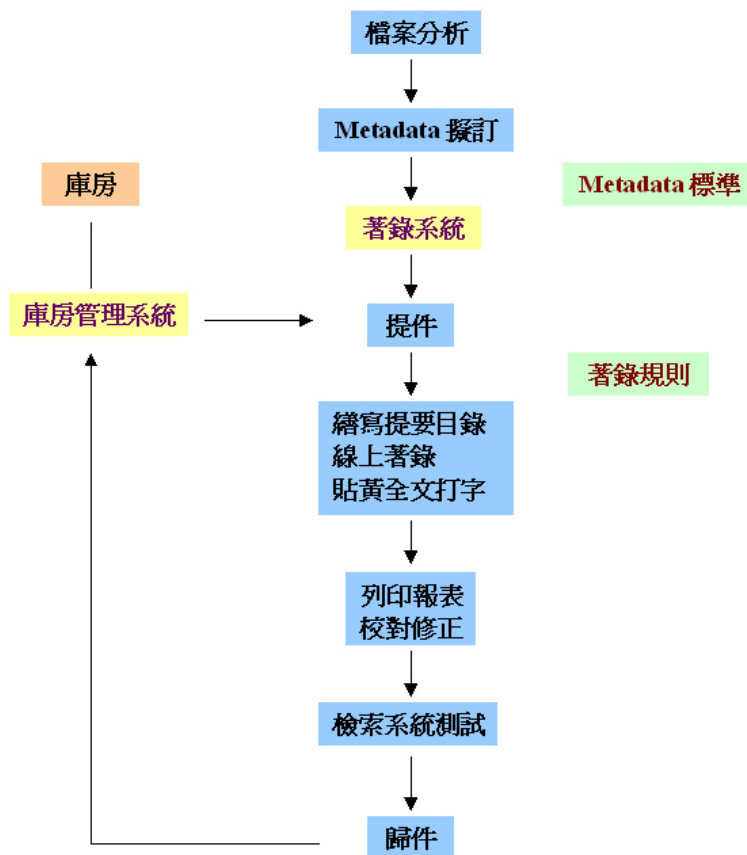 檔案分析
Metadata 擬訂
庫房
Metadata 標準
著錄系統
庫房管理系統
提件
著錄規則
繕寫提要目錄
線上著錄
貼黃全文打字
列印報表
校對修正
檢索系統測試
歸件